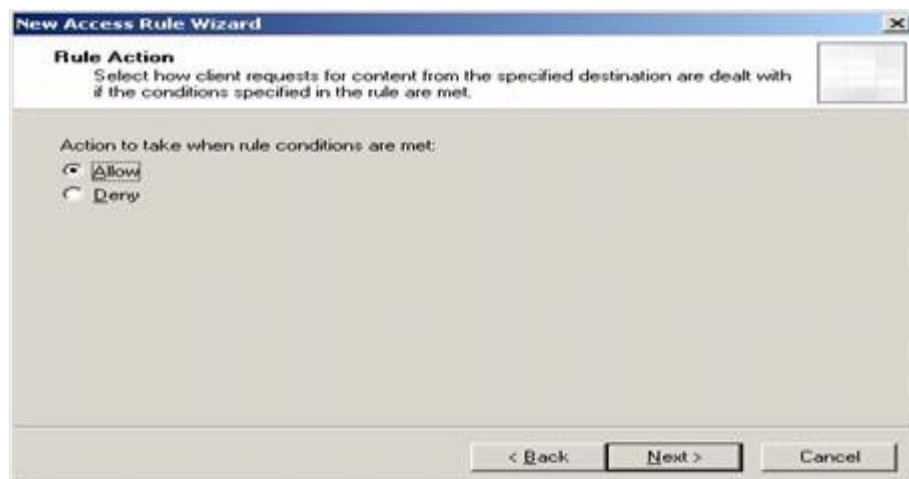 New Access Rule Wizard
Rule Action
Select how client requests for content from the specified destination are dealt with
if the conditions specified in the rule are met.
Action to take when rule conditions are met:
Allow
Deny
< Back
Next >
Cancel